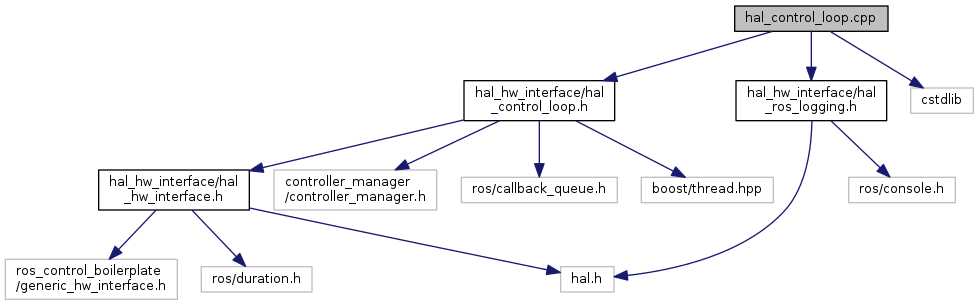 hal_control_loop.cpp
hal_hw_interface/hal
_control_loop.h
hal_hw_interface/hal
_ros_logging.h
cstdlib
hal_hw_interface/hal
_hw_interface.h
controller_manager
/controller_manager.h
ros/callback_queue.h
boost/thread.hpp
ros/console.h
ros_control_boilerplate
/generic_hw_interface.h
ros/duration.h
hal.h